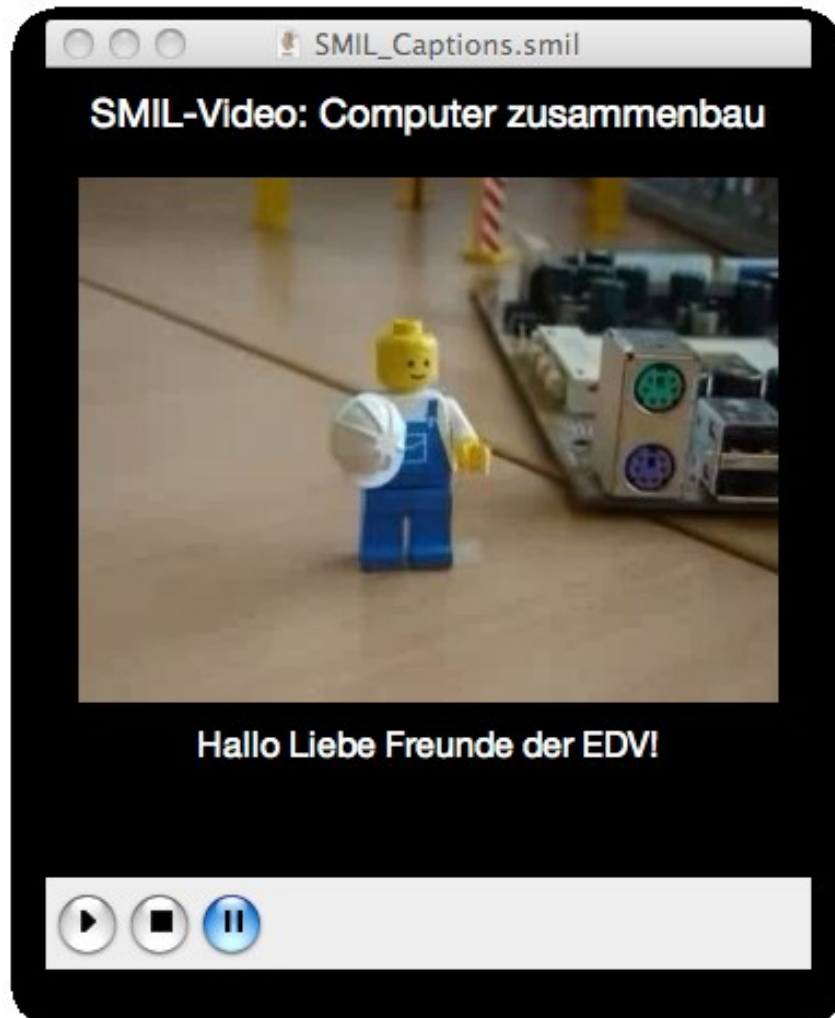 SMIL_Captions.smil
SMIL-Video: Computer zusammenbau
Hallo Liebe Freunde der EDV!